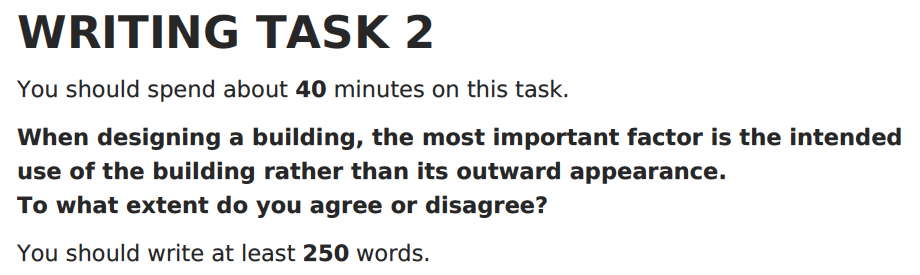 WRITING TASK 2
You should spend about 40 minutes on this task.
When designing a building, the most important factor is the intended
use of the building rather than its outward appearance.
To what extent do you agree or disagree?
You should write at least 250 words.